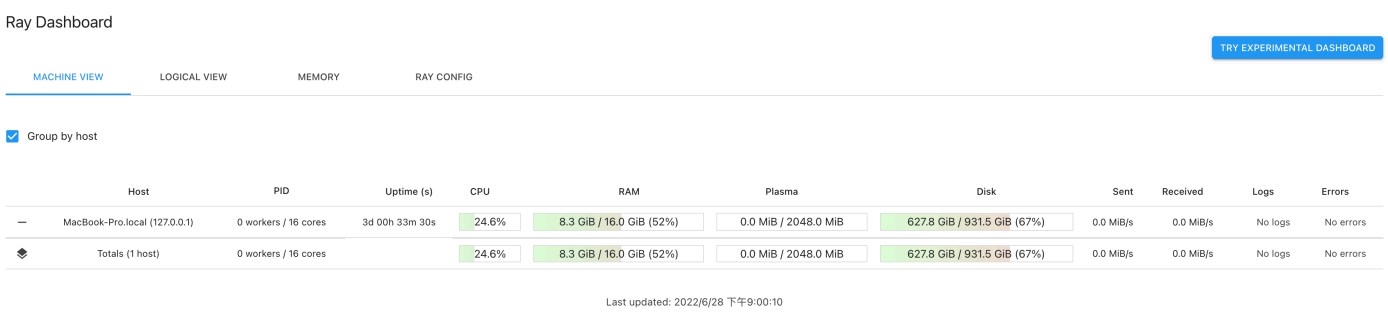 Ray Dashboard
TRY EXPERIMENTAL DASHBOARD
MACHINE VIEW LOGICAL VIEW MEMORY RAY CONFIG
Group by host
Host PID Uptime (s) CPU RAM Plasma Disk Sent Received Logs Errors
MacBook-Pro.local (127.0.0.1) 0 workers / 16 cores 3d 00h 33m 30s 24.6% 8.3 GiB / 16.0 GiB (52%) 0.0 MiB / 2048.0 MiB 627.8 GiB / 931.5 GiB (67%) 0.0 MiB/s 0.0 MiB/s No logs No errors
Totals (1 host) 0 workers / 16 cores 24.6% 8.3 GiB / 16.0 GiB (52%) 0.0 MiB / 2048.0 MiB 627.8 GiB / 931.5 GiB (67%) 0.0 MiB/s 0.0 MiB/s No logs No errors
Last updated: 2022/6/28 下午9:00:10